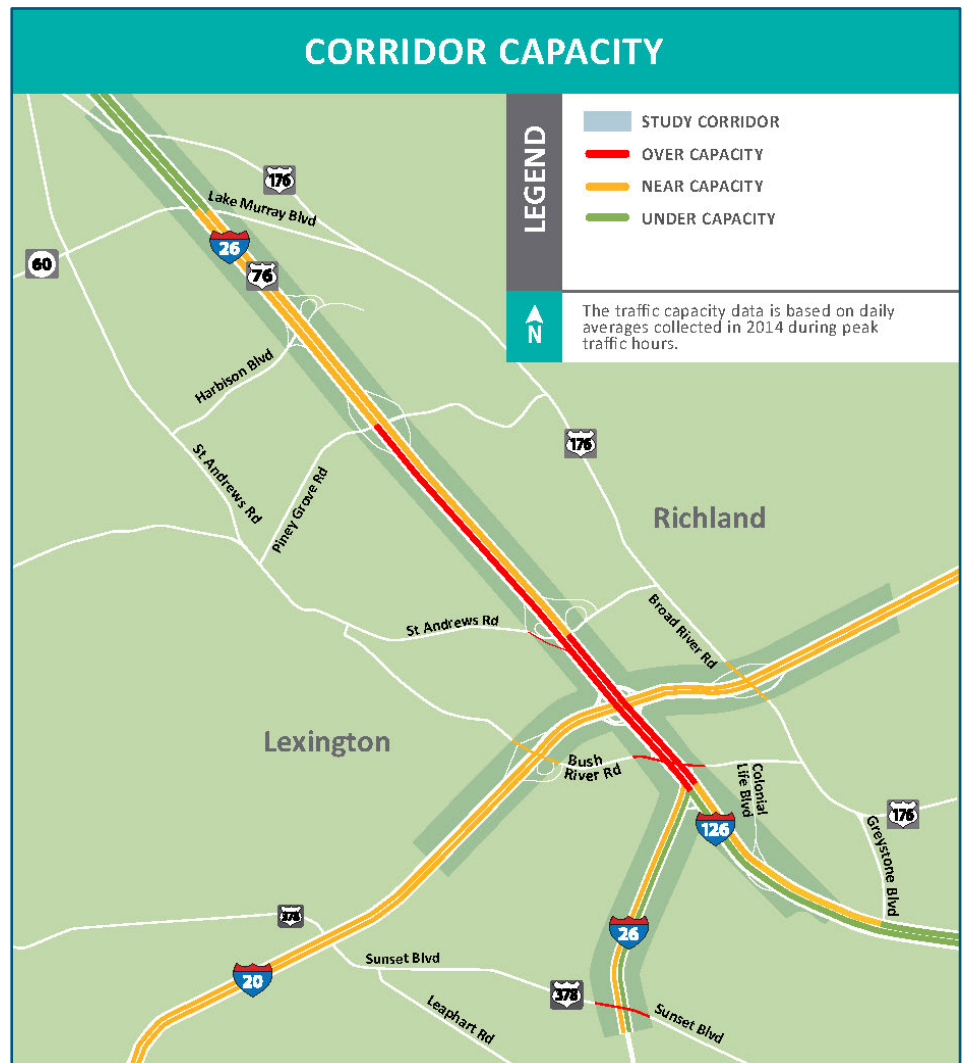 CORRIDOR CAPACITY
LEGEND
STUDY CORRIDOR
OVER CAPACITY
NEAR CAPACITY
UNDER CAPACITY
N
The traffic capacity data is based on daily
averages collected in 2014 during peak
traffic hours.
176
Lake Murray Blvd
26
60
76
Harbison Blvd
St Andrews Rd
Piney Grove Rd
176
Richland
St Andrews Rd
Broad River Rd
Lexington
Bush
River Rd
Colonial
Life Blvd
126
176
Greystone Blvd
378
26
20
Sunset Blvd
378
Sunset Blvd
Leaphart Rd